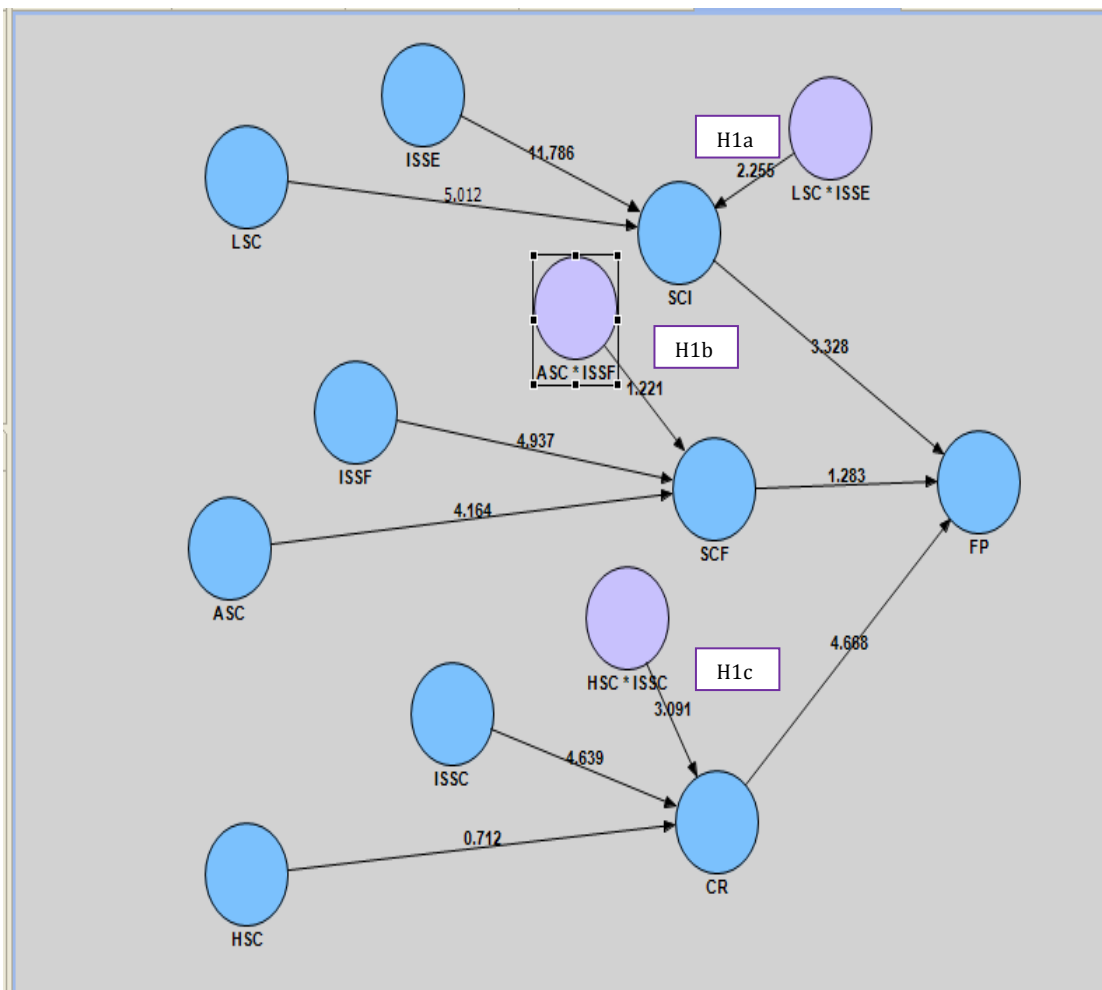 ISSE
H1a
11.786
2.255
LSC * ISSE
5.012
LSC
SCI
H1b
3.328
ASC * ISSF
1.221
4.937
ISSF
1.283
4.164
SCF
FP
ASC
4.668
H1c
HSC * ISSC
3.091
4.639
ISSC
0.712
CR
HSC